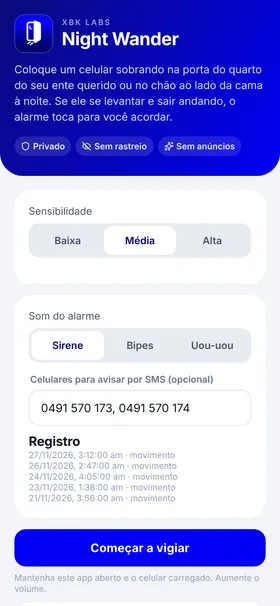 XBK LABS
Night Wander
Coloque um celular sobrando na porta do quarto
do seu ente querido ou no chão ao lado da cama
à noite. Se ele se levantar e sair andando, o
alarme toca para você acordar.
Privado
Sem rastreio
Sem anúncios
Sensibilidade
Baixa
Média
Alta
Som do alarme
Sirene
Bipes
Uou-uou
Celulares para avisar por SMS (opcional)
0491 570 173, 0491 570 174
Registro
27/11/2026, 3:12:00 am · movimento
26/11/2026, 2:47:00 am · movimento
24/11/2026, 4:05:00 am · movimento
23/11/2026, 1:38:00 am · movimento
21/11/2026, 3:56:00 am · movimento
Começar a vigiar
Mantenha este app aberto e o celular carregado. Aumente o
volume.